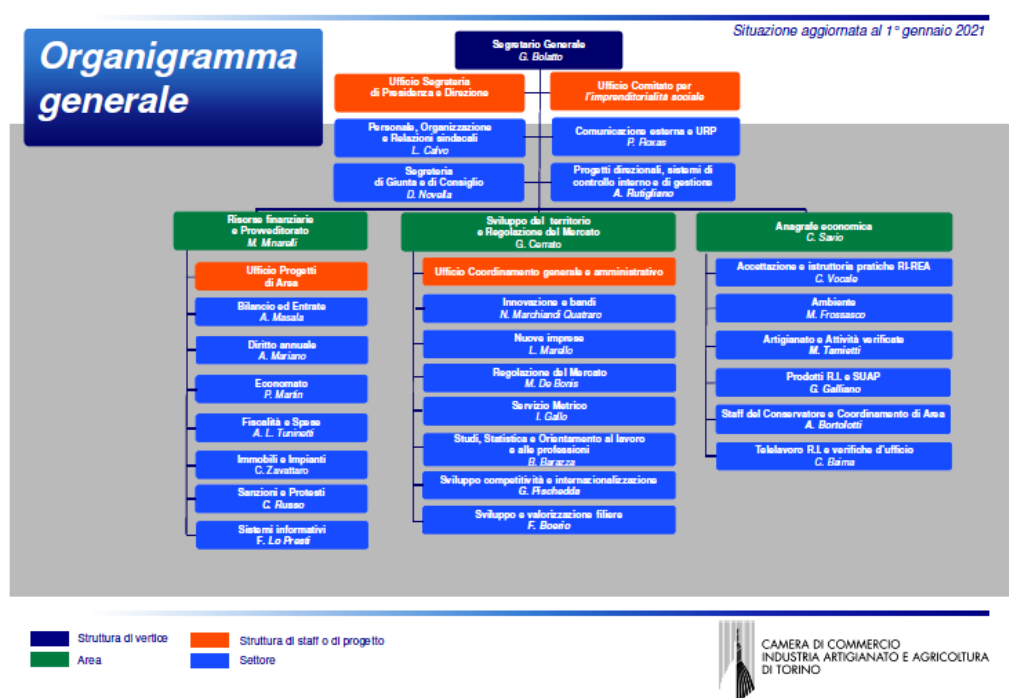 Situazione aggiornata al 1° gennaio 2021
Organigramma
generale
Segretario Generale
G. Bolatto
Ufficio Segreteria
di Presidenza e Direzione
Ufficio Comitato per
l'imprenditorialità sociale
Personale, Organizzazione
e Relazioni sindacali
L. Calvo
Comunicazione esterna e URP
P. Roxas
Segreteria
di Giunta e di Consiglio
D. Novella
Progetti direzionali, sistemi di
controllo interno e di gestione
A. Rutigliano
Risorse finanziarie
e Provveditorato
M. Minarelli
Ufficio Progetti
di Area
Bilancio ed Entrate
A. Masala
Diritto annuale
A. Mariano
Economato
P. Martin
Fiscalità e Spese
A. L. Tuninetti
Immobili e Impianti
C. Zavattaro
Sanzioni e Protesti
C. Russo
Sistemi informativi
F. Lo Presti
Sviluppo del territorio
e Regolazione del Mercato
G. Cerrato
Ufficio Coordinamento generale e amministrativo
Innovazione e bandi
N. Marchiandi Quatraro
Nuove imprese
L. Marello
Regolazione del Mercato
M. De Bonis
Servizio Metrico
I. Gallo
Studi, Statistica e Orientamento al lavoro
e alle professioni
B. Barazza
Sviluppo competitività e internazionalizzazione
G. Pischedda
Sviluppo e valorizzazione filiere
F. Boerio
Anagrafe economica
C. Savio
Accettazione e istruttoria pratiche RI-REA
C. Vocale
Ambiente
M. Frossasco
Artigianato e Attività verificate
M. Tamietti
Prodotti R.I. e SUAP
G. Galliano
Staff del Conservatore e Coordinamento di Area
A. Bortolotti
Telelavoro R.I. e verifiche d'ufficio
C. Baima
Struttura di vertice
Area
Struttura di staff o di progetto
Settore
CAMERA DI COMMERCIO
INDUSTRIA ARTIGIANATO E AGRICOLTURA
DI TORINO